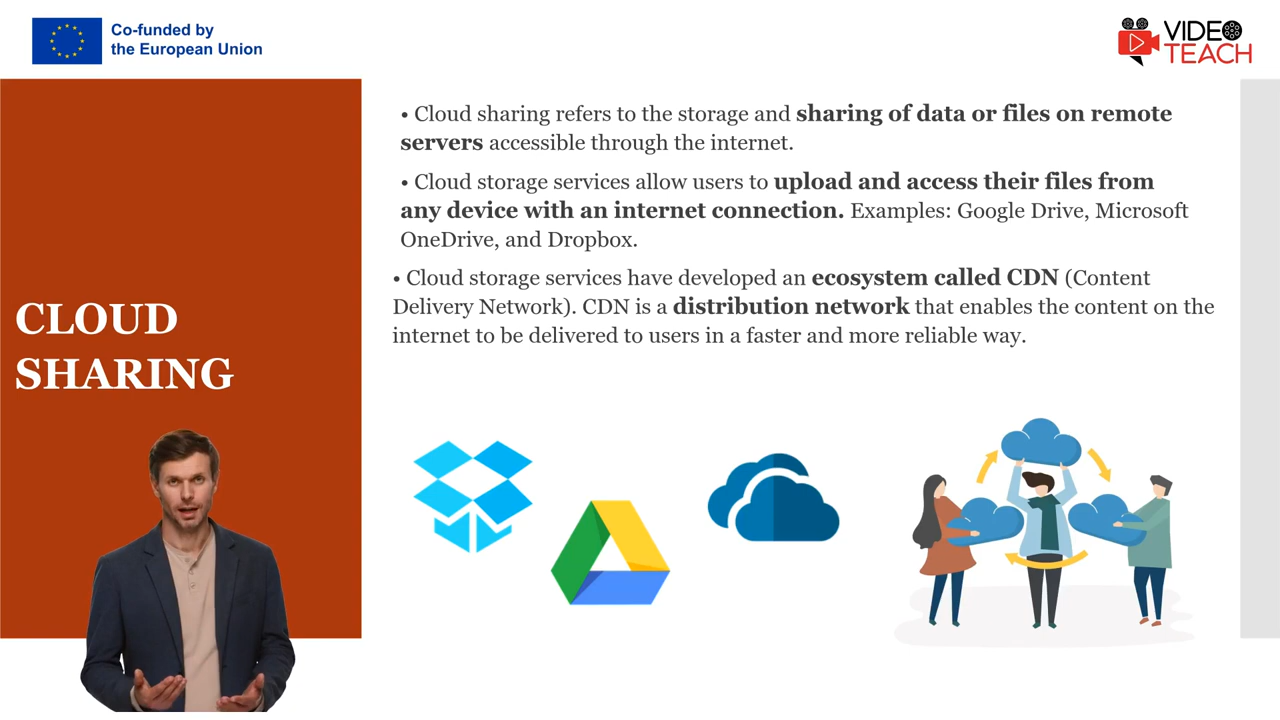 Co-funded by
the European Union
VIDEO
TEACH
• Cloud sharing refers to the storage and sharing of data or files on remote
servers accessible through the internet.
• Cloud storage services allow users to upload and access their files from
any device with an internet connection. Examples: Google Drive, Microsoft
OneDrive, and Dropbox.
• Cloud storage services have developed an ecosystem called CDN (Content
Delivery Network). CDN is a distribution network that enables the content on the
internet to be delivered to users in a faster and more reliable way.
CLOUD
SHARING